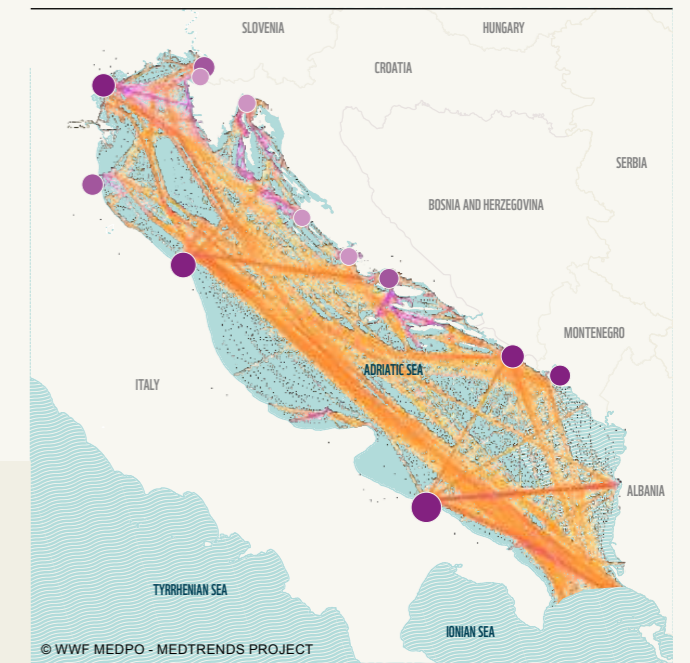 SLOVENIA
HUNGARY
CROATIA
SERBIA
BOSNIA AND HERZEGOVINA
MONTENEGRO
ADRIATIC SEA
ITALY
ALBANIA
TYRRHENIAN SEA
IONIAN SEA
© WWF MEDPO - MEDTRENDS PROJECT